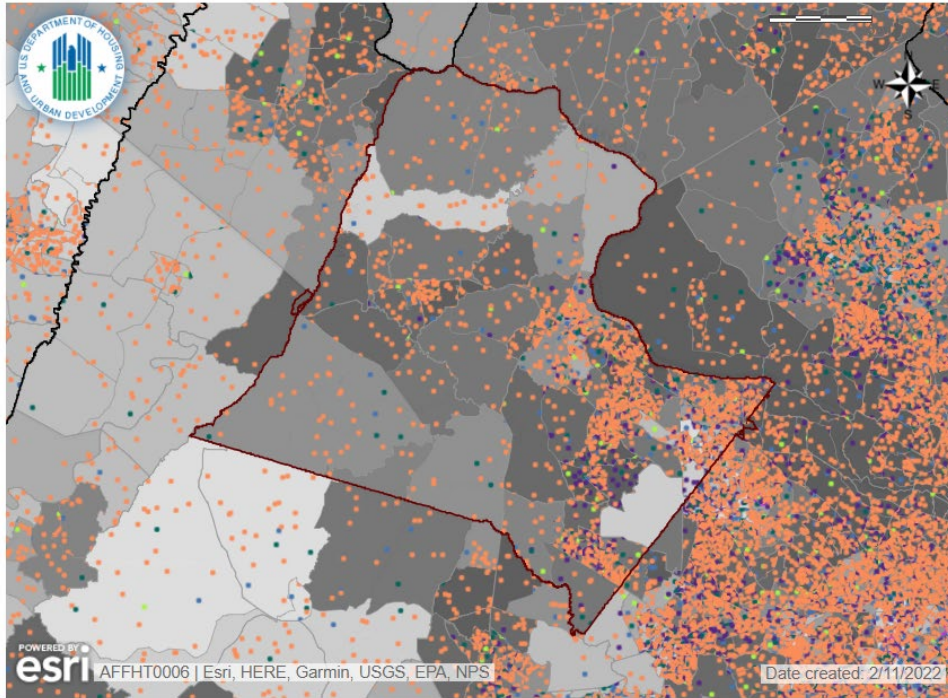 U.S. DEPARTMENT OF HOUSING
AND URBAN DEVELOPMENT
N
W E
S
POWERED BY
esri
AFFHT0006 | Esri, HERE, Garmin, USGS, EPA, NPS
Date created: 2/11/2022